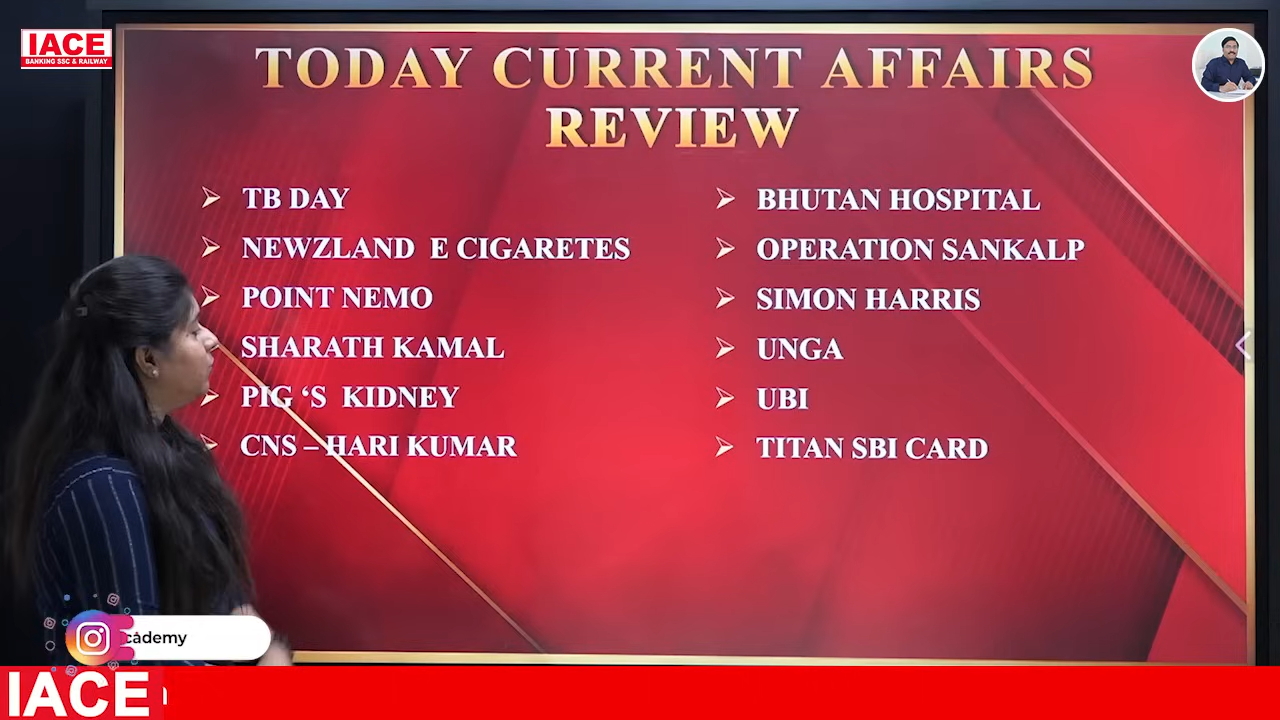 IACE
BANKING SSC & RAILWAY
TODAY CURRENT AFFAIRS
REVIEW
TB DAY
NEWZLAND E CIGARETES
POINT NEMO
SHARATH KAMAL
PIG ‘S KIDNEY
CNS – HARI KUMAR
BHUTAN HOSPITAL
OPERATION SANKALP
SIMON HARRIS
UNGA
UBI
TITAN SBI CARD
cademy
IACE